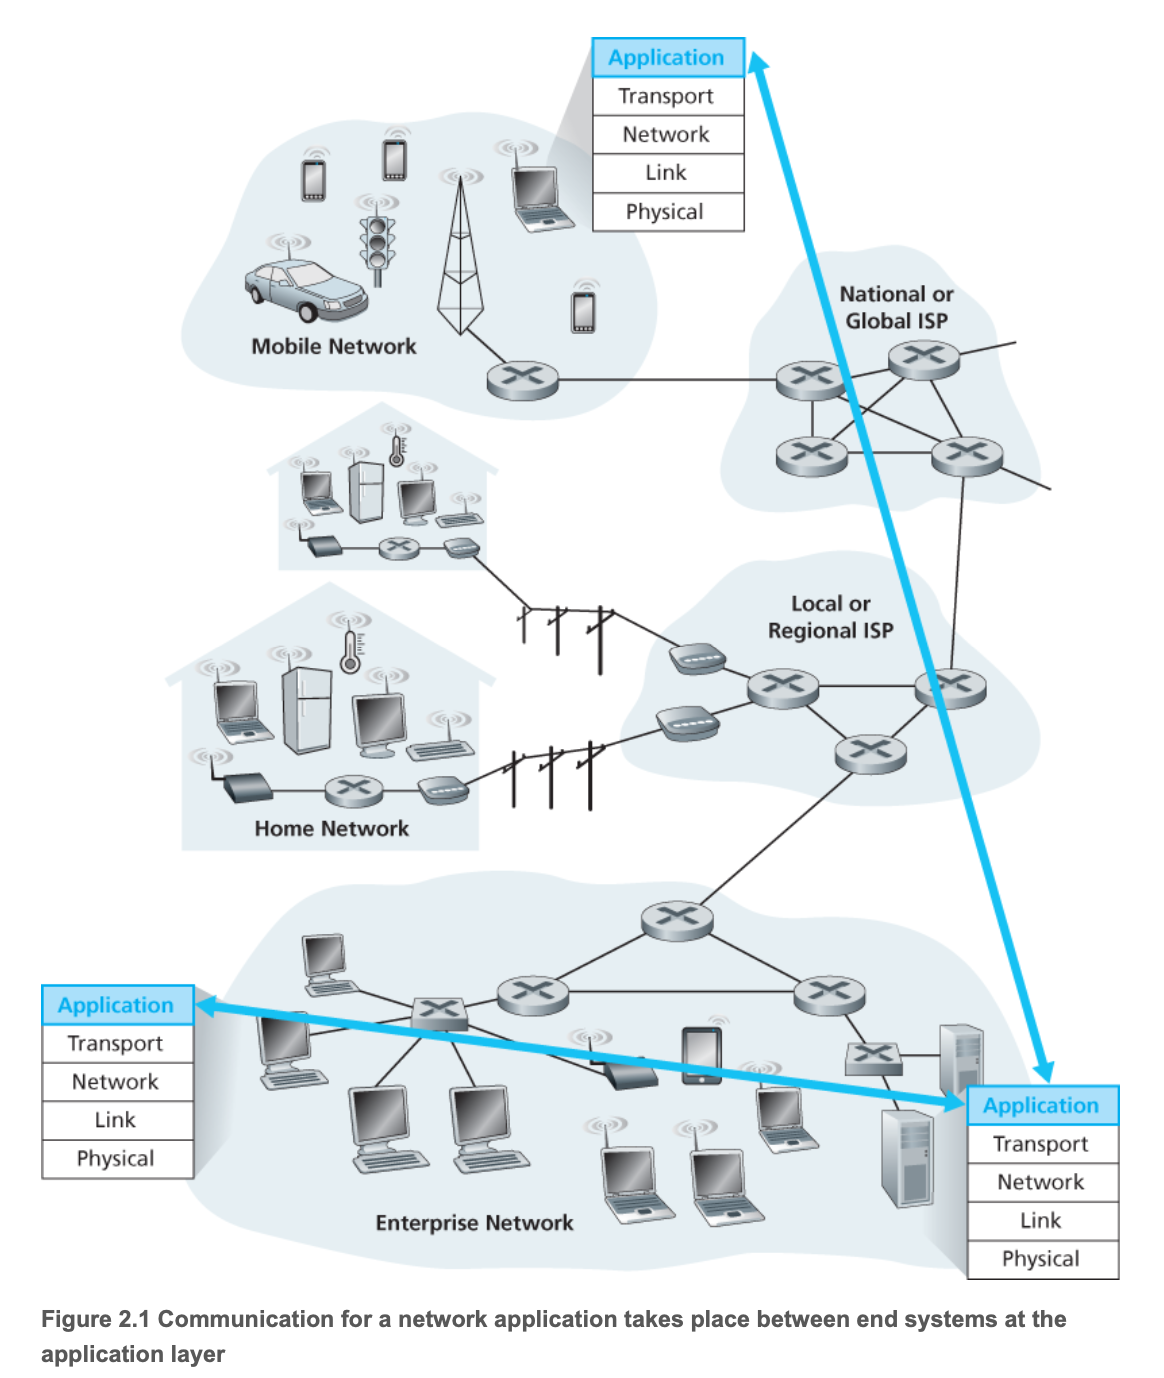 Application
Transport
Network
Link
Physical
National or
Global ISP
Mobile Network
Local or
Regional ISP
Home Network
Application
Transport
Network
Link
Physical
Application
Transport
Network
Link
Physical
Enterprise Network
Figure 2.1 Communication for a network application takes place between end systems at the
application layer